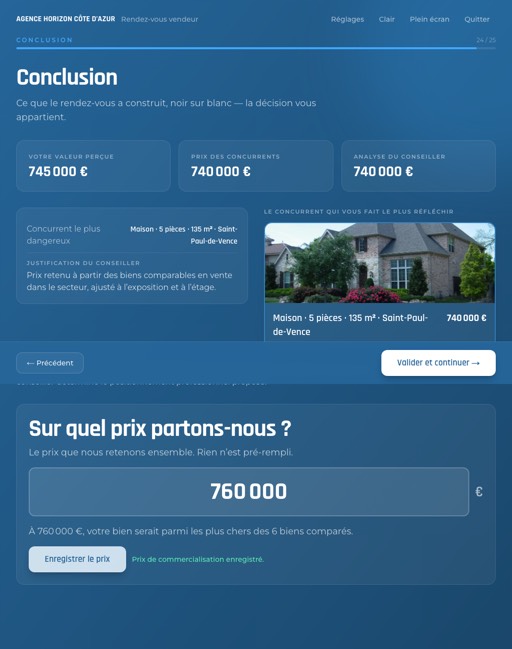 AGENCE HORIZON CÔTE D'AZUR Rendez-vous vendeur
Réglages Clair Plein écran Quitter
CONCLUSION
24 / 25
Conclusion
Ce que le rendez-vous a construit, noir sur blanc — la décision vous
appartient.
VOTRE VALEUR PERÇUE
745 000 €
PRIX DES CONCURRENTS
740 000 €
ANALYSE DU CONSEILLER
740 000 €
Concurrent le plus
dangereux
Maison · 5 pièces · 135 m² · Saint-
Paul-de-Vence
JUSTIFICATION DU CONSEILLER
Prix retenu à partir des biens comparables en vente
dans le secteur, ajusté à l'exposition et à l'étage.
LE CONCURRENT QUI VOUS FAIT LE PLUS RÉFLÉCHIR
Maison · 5 pièces · 135 m² · Saint-Paul-
de-Vence
740 000 €
← Précédent
Valider et continuer →
Sur quel prix partons-nous ?
Le prix que nous retenons ensemble. Rien n'est pré-rempli.
760 000
€
À 760 000 €, votre bien serait parmi les plus chers des 6 biens comparés.
Enregistrer le prix
Prix de commercialisation enregistré.